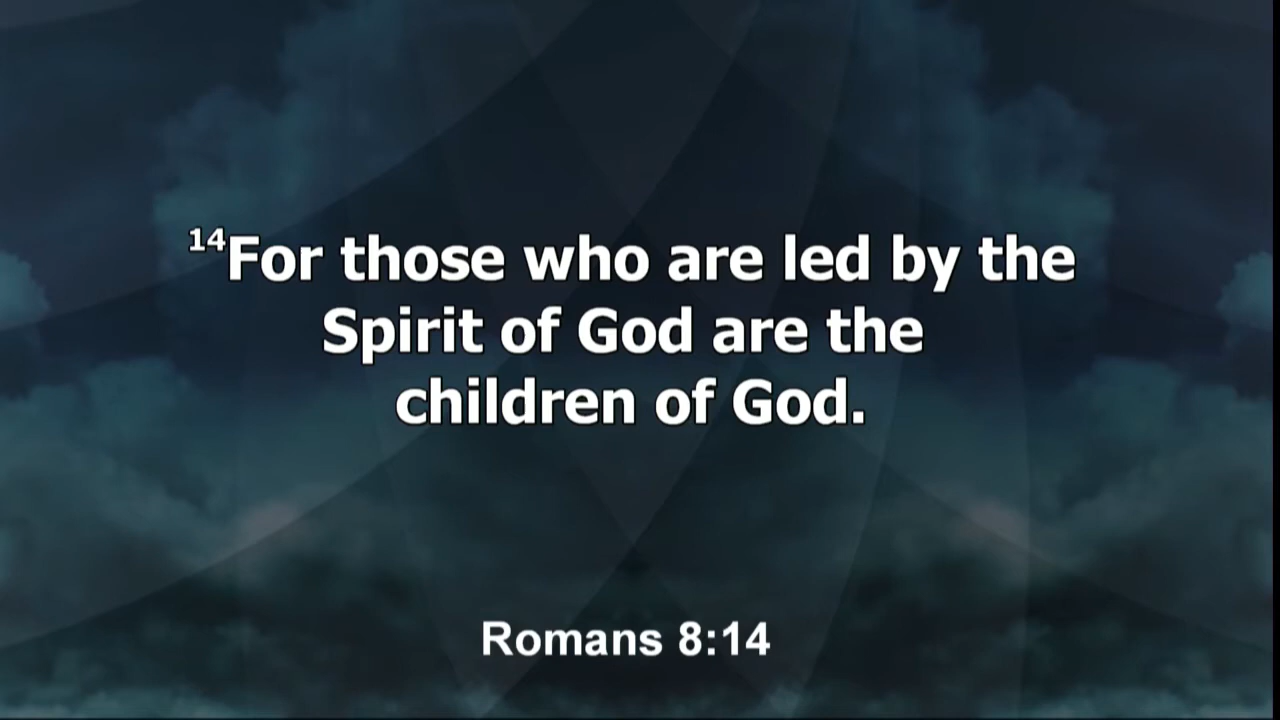 ¹⁴For those who are led by the
Spirit of God are the
children of God.
Romans 8:14